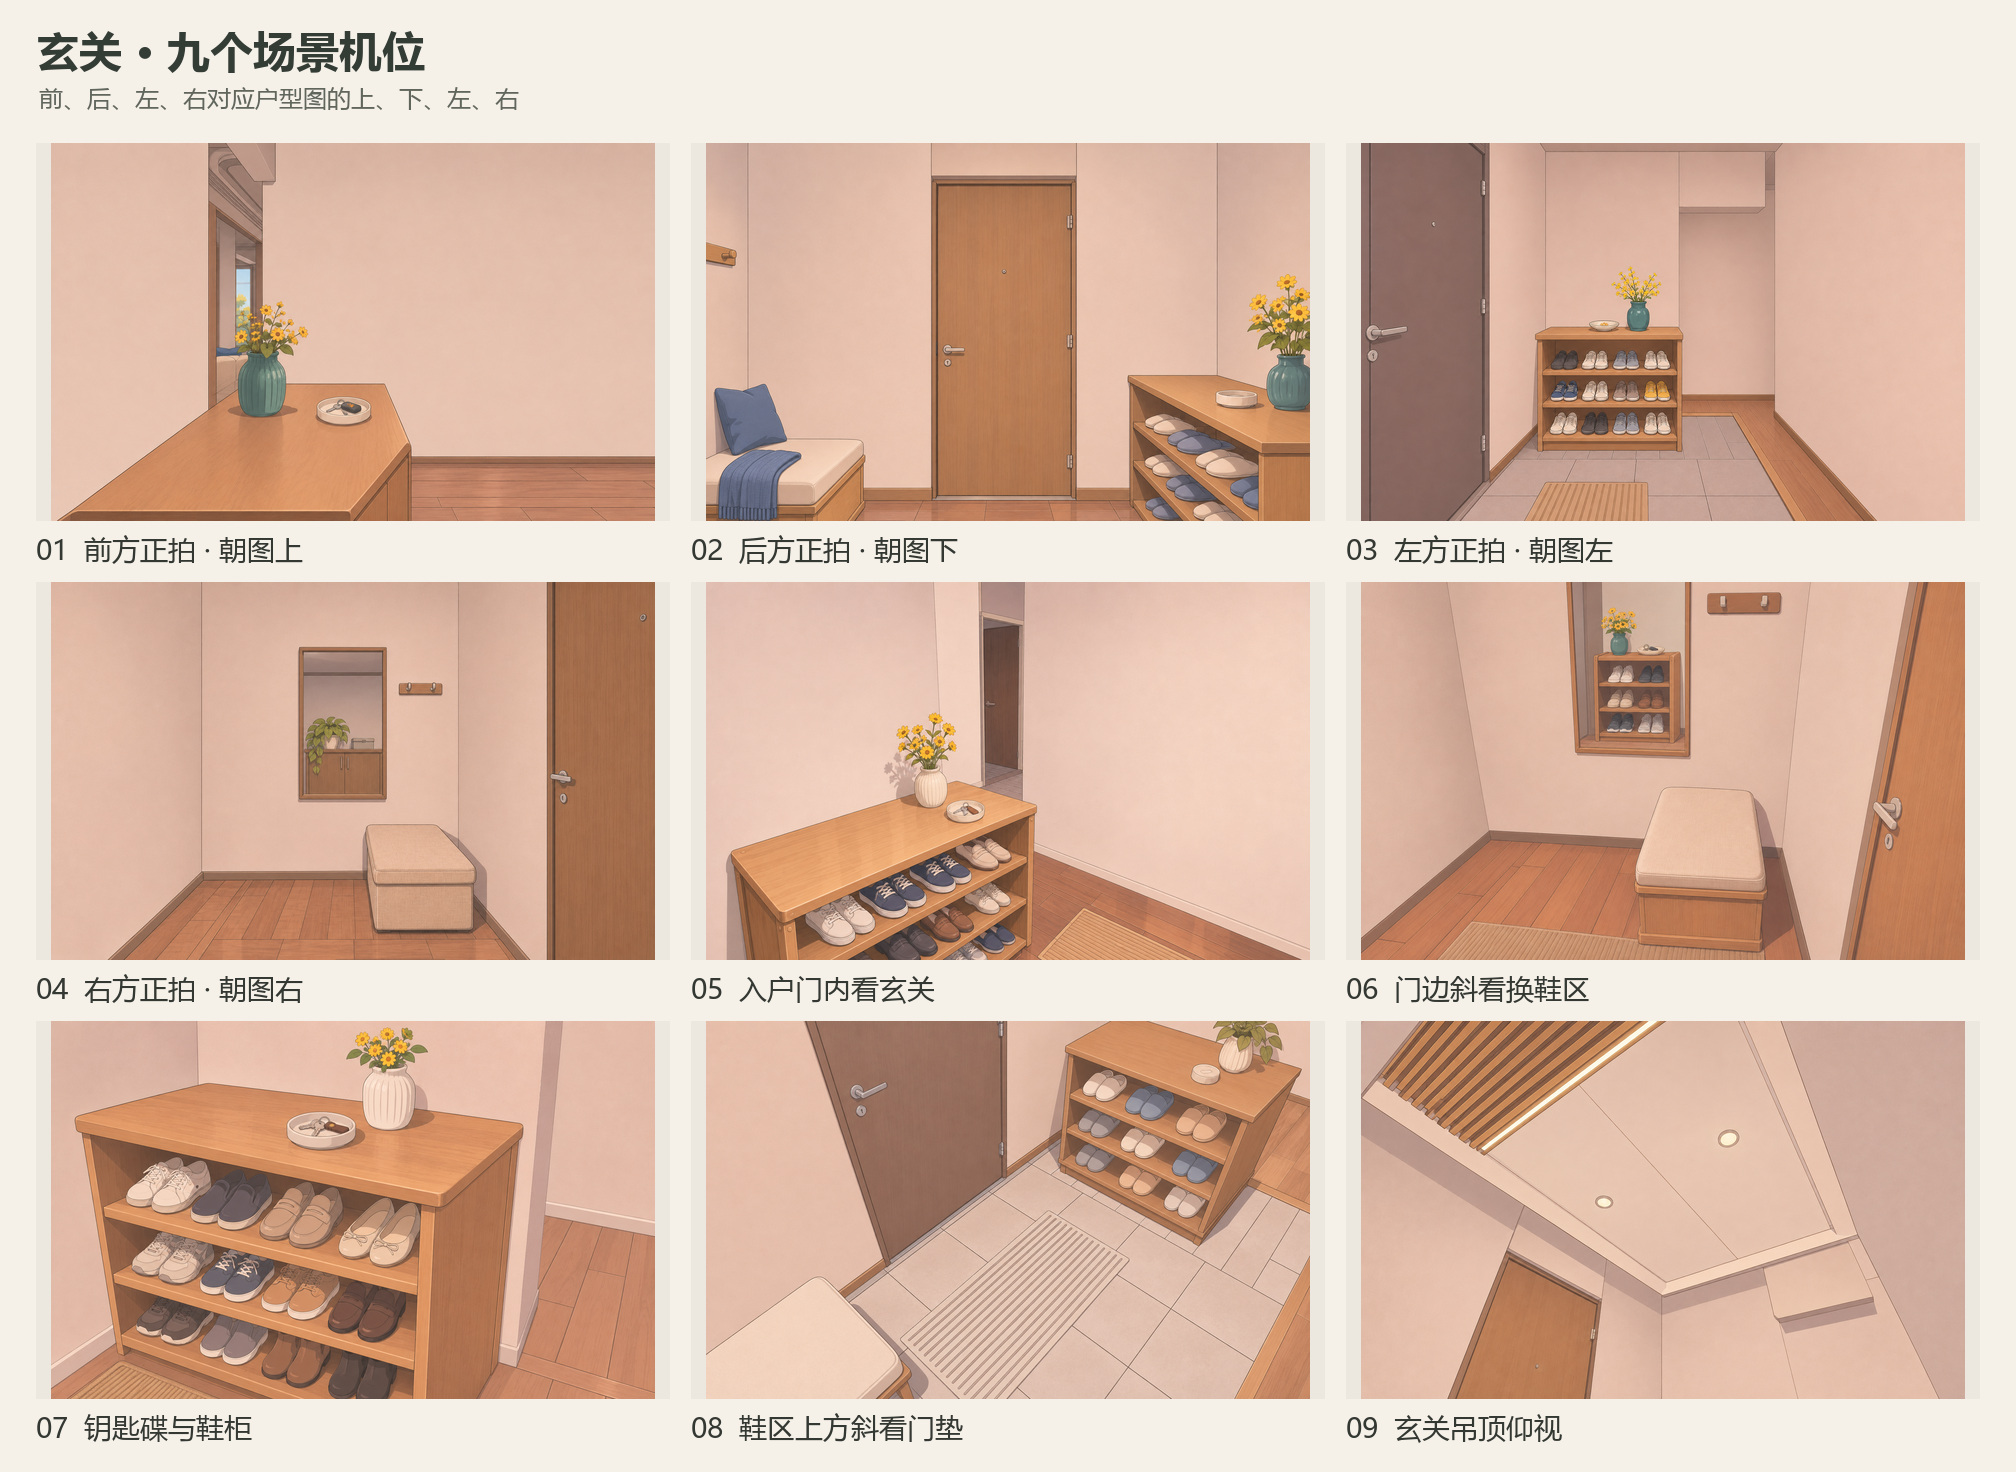 玄关·九个场景机位
前、后、左、右对应户型图的上、下、左、右
01 前方正拍·朝图上
02 后方正拍·朝图下
03 左方正拍·朝图左
04 右方正拍·朝图右
05 入户门内看玄关
06 门边斜看换鞋区
07 钥匙碟与鞋柜
08 鞋区上方斜看门垫
09 玄关吊顶仰视